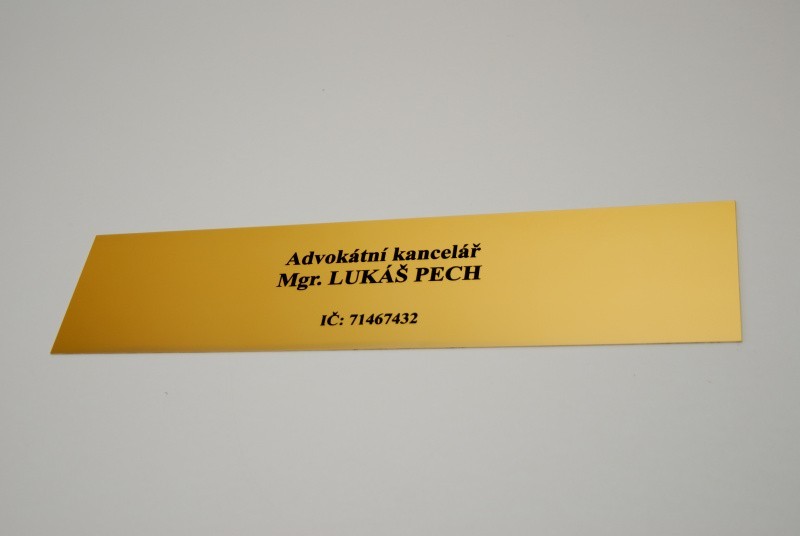 Advokátní kancelář
Mgr. LUKÁŠ PECH
IČ: 71467432